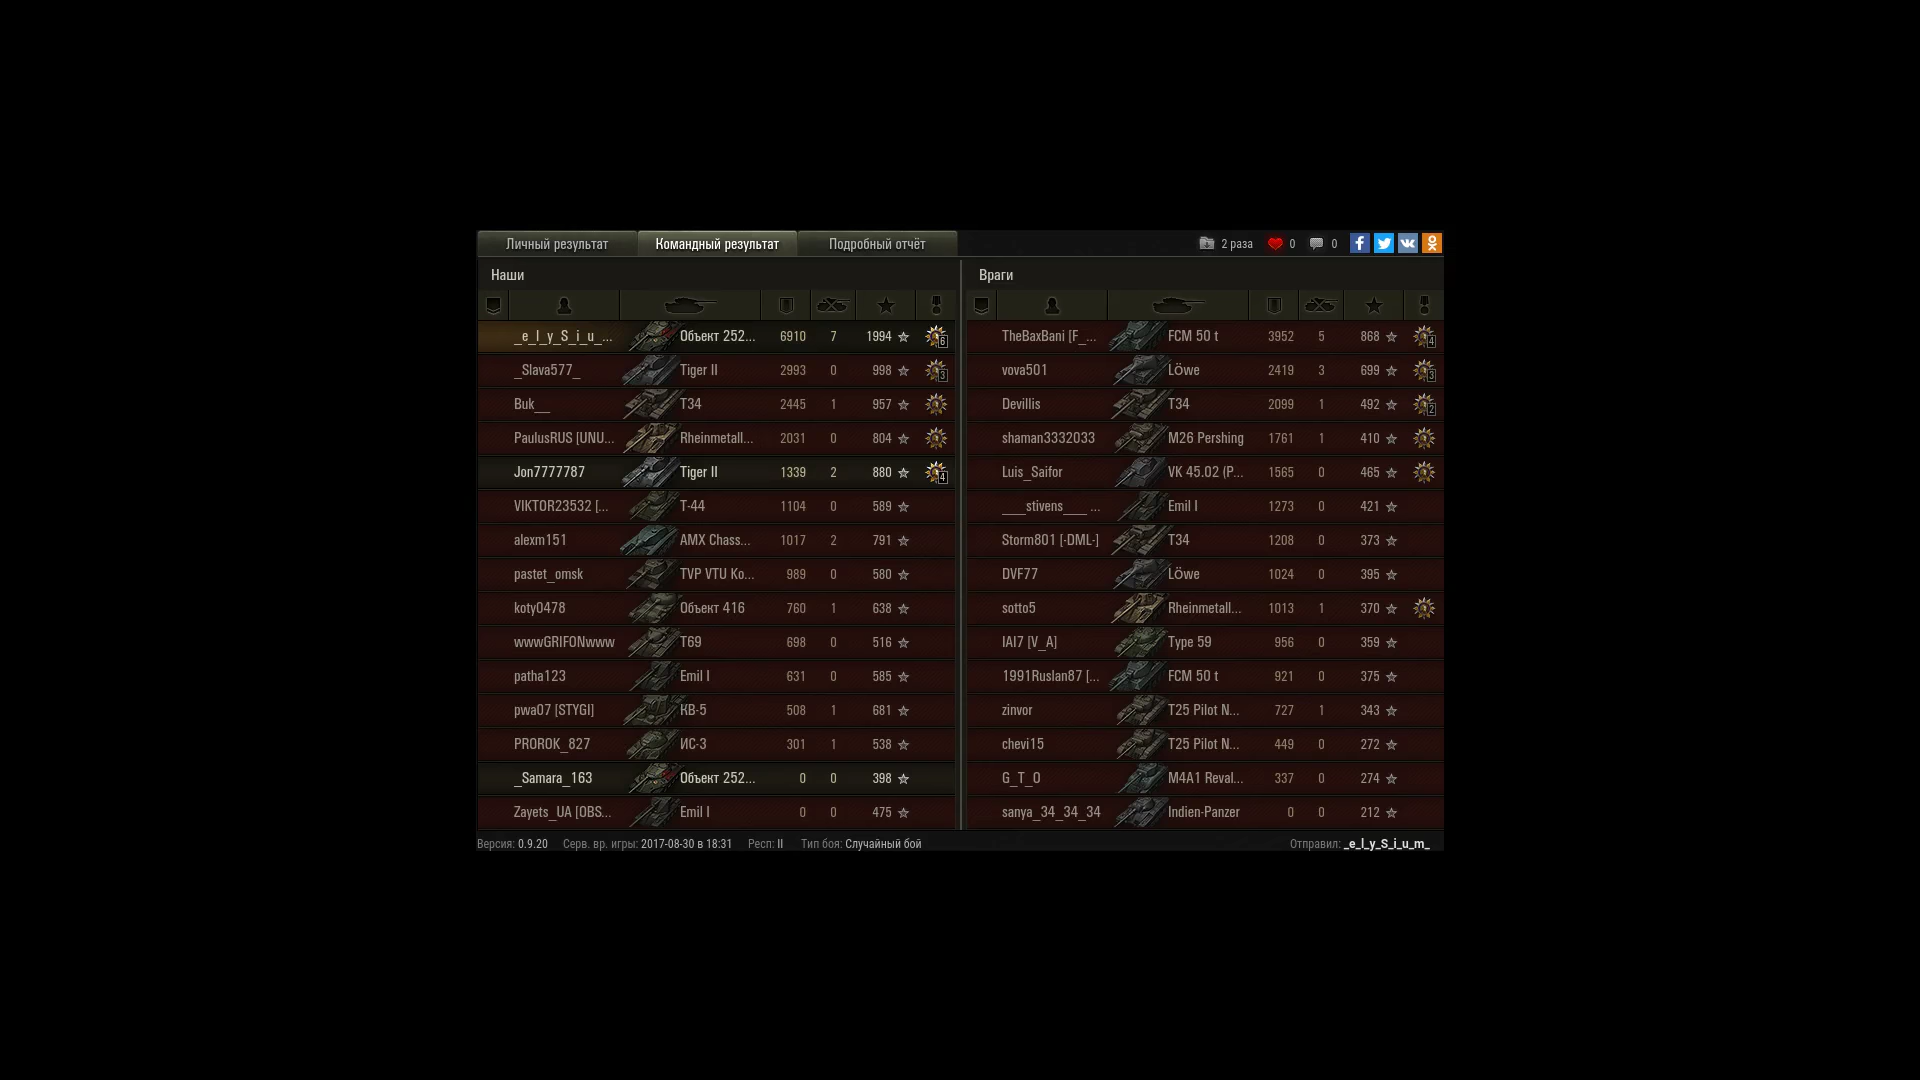 Личный результат Командный результат Подробный отчёт 2 раза 0 0
Наши
_e_l_y_S_i_u_... Объект 252... 6910 7 1994 6
_Slava577_ Tiger II 2993 0 998 3
Buk__ T34 2445 1 957
PaulusRUS [UNU... Rheinmetall... 2031 0 804
Jon7777787 Tiger II 1339 2 880 4
VIKTOR23532 [... Т-44 1104 0 589
alexm151 AMX Chass... 1017 2 791
pastet_omsk TVP VTU Ko... 989 0 580
koty0478 Объект 416 760 1 638
wwwGRIFONwww T69 698 0 516
patha123 Emil I 631 0 585
pwa07 [STYGI] КВ-5 508 1 681
PROROK_827 ИС-3 301 1 538
_Samara_163 Объект 252... 0 0 398
Zayets_UA [OBS... Emil I 0 0 475
Враги
TheBaxBani [F_... FCM 50 t 3952 5 868 4
vova501 Löwe 2419 3 699 3
Devillis T34 2099 1 492 2
shaman3332033 M26 Pershing 1761 1 410
Luis_Saifor VK 45.02 (P... 1565 0 465
___stivens___ ... Emil I 1273 0 421
Storm801 [-DML-] T34 1208 0 373
DVF77 Löwe 1024 0 395
sotto5 Rheinmetall... 1013 1 370
IAI7 [V_A] Type 59 956 0 359
1991Ruslan87 [... FCM 50 t 921 0 375
zinvor T25 Pilot N... 727 1 343
chevi15 T25 Pilot N... 449 0 272
G_T_O M4A1 Reval... 337 0 274
sanya_34_34_34 Indien-Panzer 0 0 212
Версия: 0.9.20 Серв. вр. игры: 2017-08-30 в 18:31 Респ: II Тип боя: Случайный бой Отправил: _e_l_y_S_i_u_m_